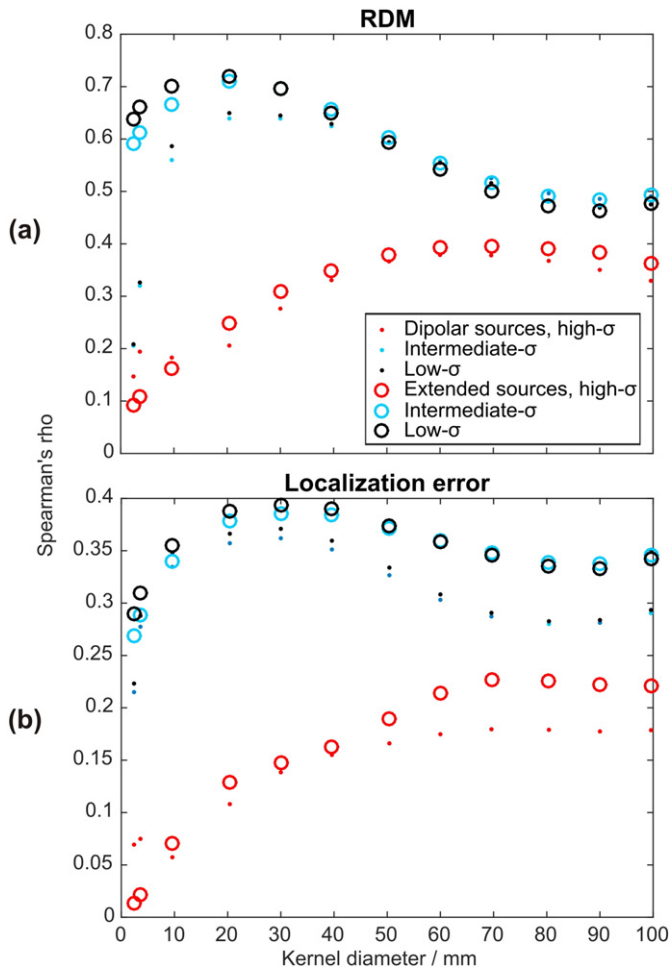 RDM
0.8
0.7
0.6
0.5
0.4
0.3
0.2
0.1
0
(a)
Dipolar sources, high-σ
Intermediate-σ
Low-σ
Extended sources, high-σ
Intermediate-σ
Low-σ
Spearman's rho
Localization error
0.4
0.35
0.3
0.25
0.2
0.15
0.1
0.05
0
(b)
0 10 20 30 40 50 60 70 80 90 100
Kernel diameter / mm